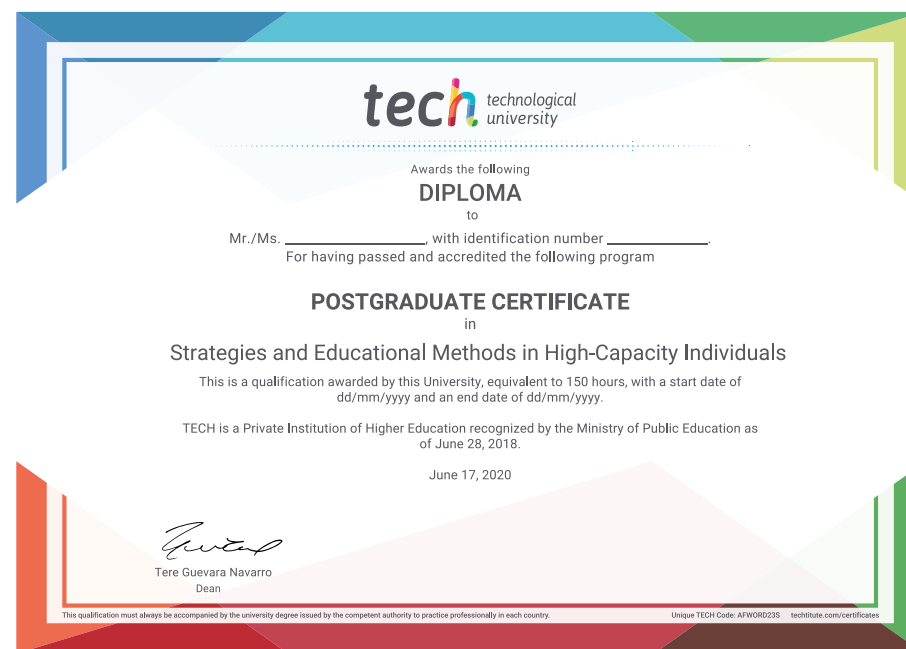 tech technological
university
Awards the following
DIPLOMA
to
Mr./Ms. ____________________, with identification number ______________.
For having passed and accredited the following program
POSTGRADUATE CERTIFICATE
in
Strategies and Educational Methods in High-Capacity Individuals
This is a qualification awarded by this University, equivalent to 150 hours, with a start date of
dd/mm/yyyy and an end date of dd/mm/yyyy.
TECH is a Private Institution of Higher Education recognized by the Ministry of Public Education as
of June 28, 2018.
June 17, 2020
Tere Guevara Navarro
Dean
This qualification must always be accompanied by the university degree issued by the competent authority to practice professionally in each country. Unique TECH Code: AFWORD23S techtitute.com/certificates